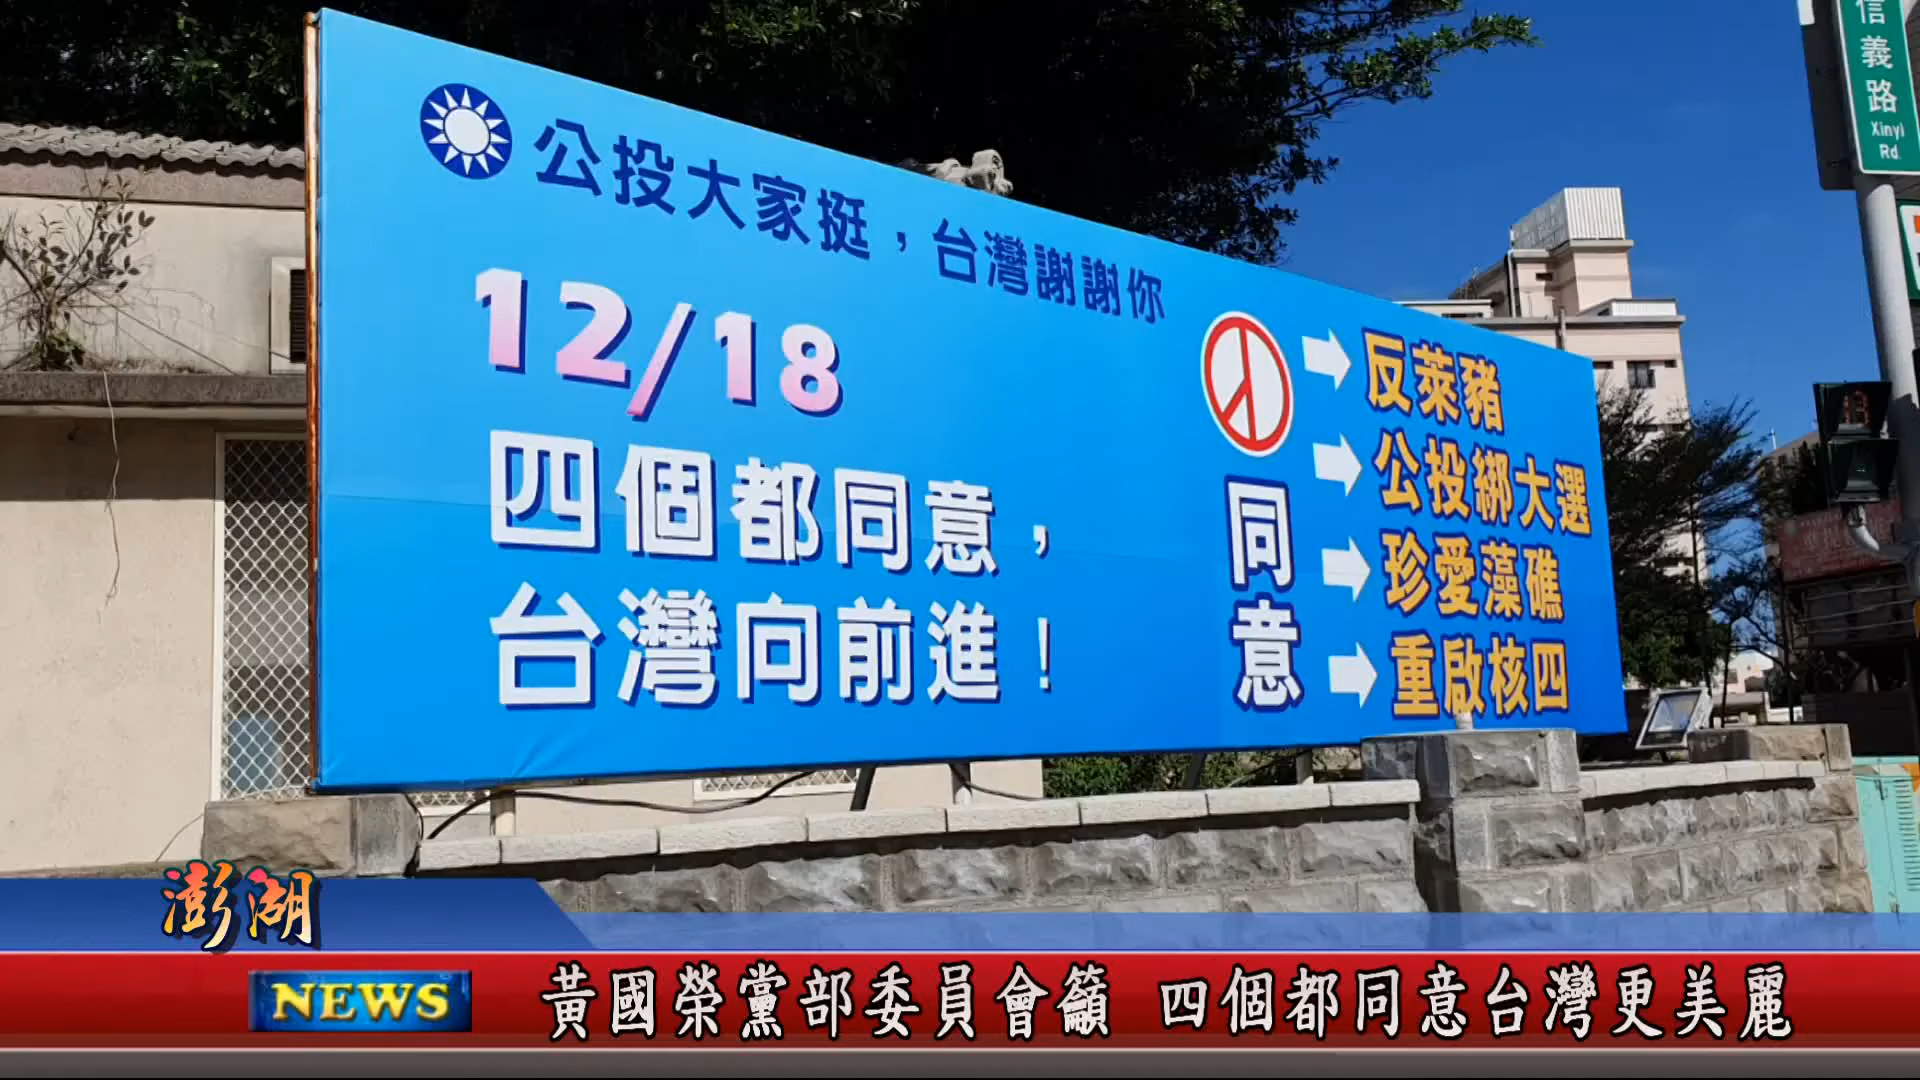 公投大家挺，台灣謝謝你
12/18
四個都同意，
台灣向前進！
同意
反萊豬
公投綁大選
珍愛藻礁
重啟核四
信義路
Xinyi
Rd
澎湖
NEWS
黃國榮黨部委員會籲 四個都同意台灣更美麗